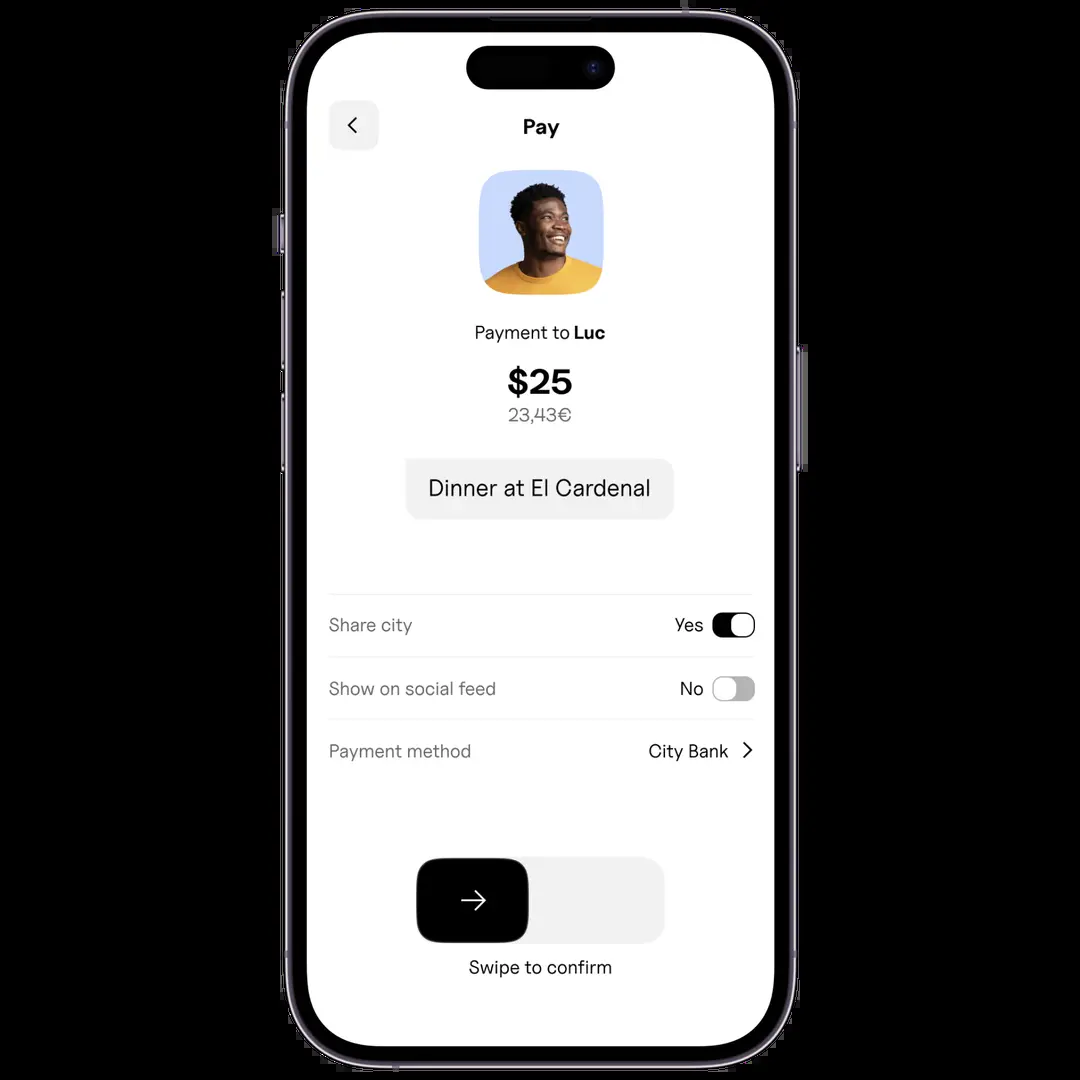 Pay
Payment to Luc
$25
23,43€
Dinner at El Cardenal
Share city Yes
Show on social feed No
Payment method City Bank
Swipe to confirm